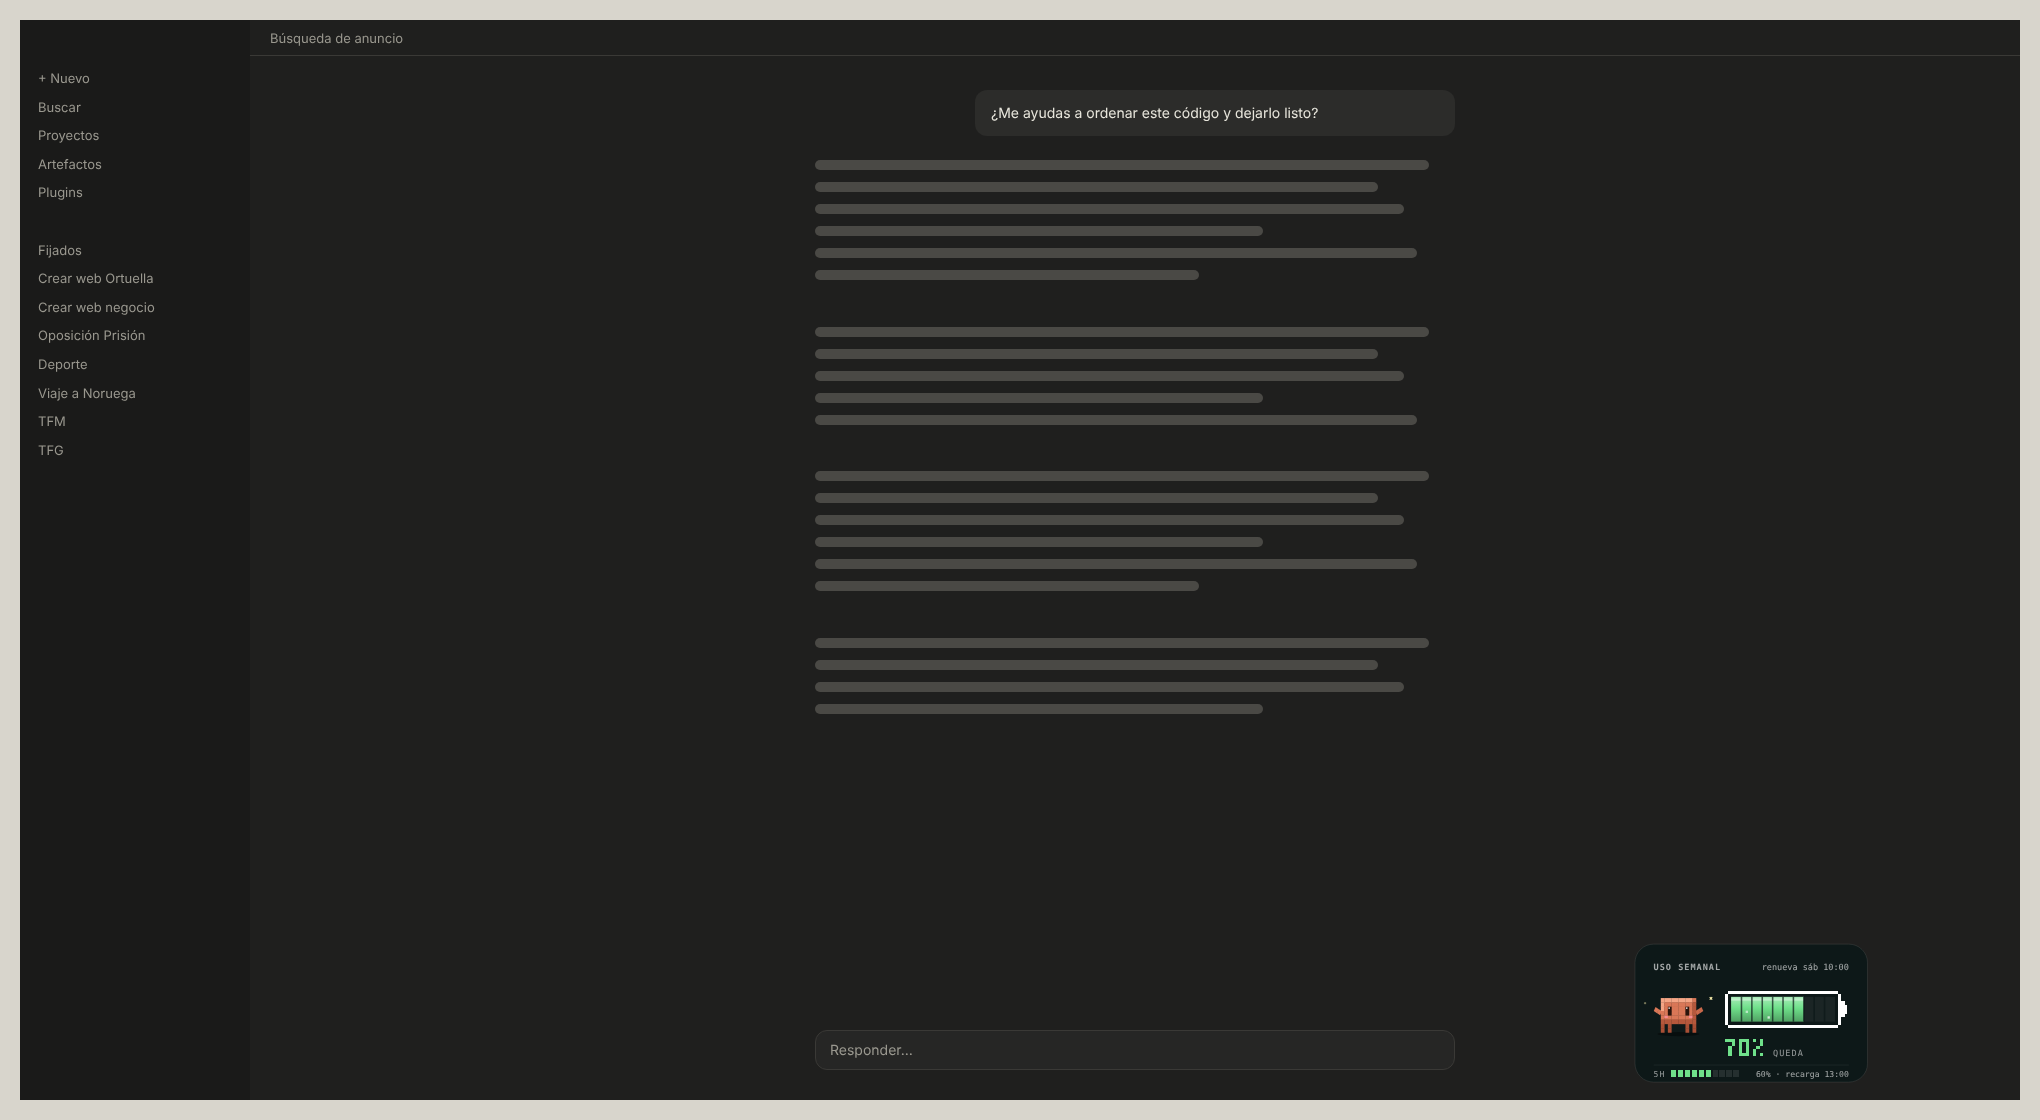 Búsqueda de anuncio
+ Nuevo
Buscar
Proyectos
Artefactos
Plugins
Fijados
Crear web Ortuella
Crear web negocio
Oposición Prisión
Deporte
Viaje a Noruega
TFM
TFG
¿Me ayudas a ordenar este código y dejarlo listo?
Responder...
USO SEMANAL renueva sáb 10:00
70% QUEDA
5H 60% · recarga 13:00